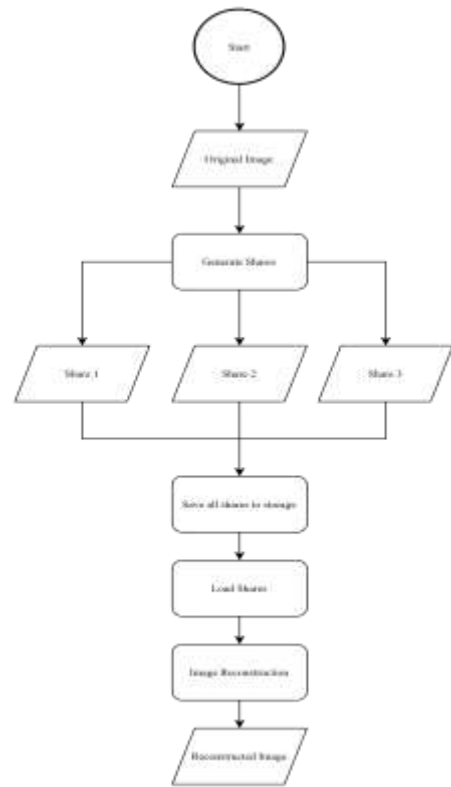 Start
Original Image
Generate Shares
Share 1
Share 2
Share 3
Save all shares to storage
Load Shares
Image Reconstruction
Reconstructed Image